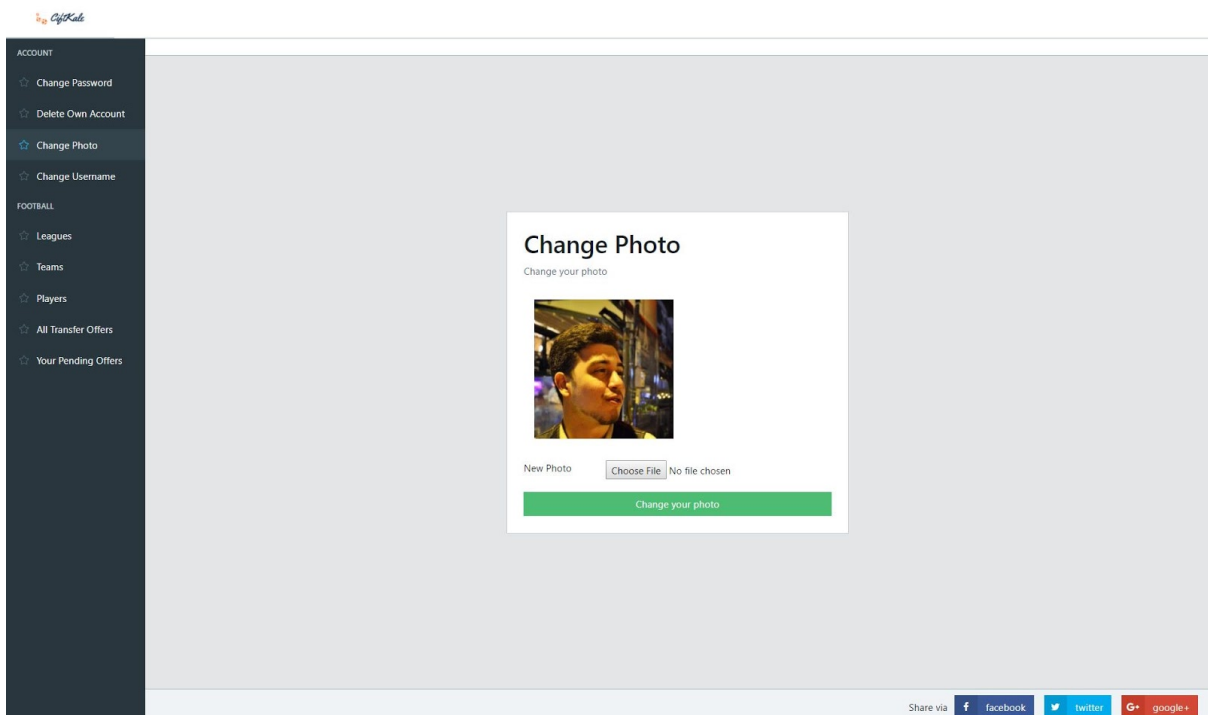 CiftKale
ACCOUNT
Change Password
Delete Own Account
Change Photo
Change Username
FOOTBALL
Leagues
Teams
Players
All Transfer Offers
Your Pending Offers
Change Photo
Change your photo
New Photo Choose File No file chosen
Change your photo
Share via facebook twitter G+ google+